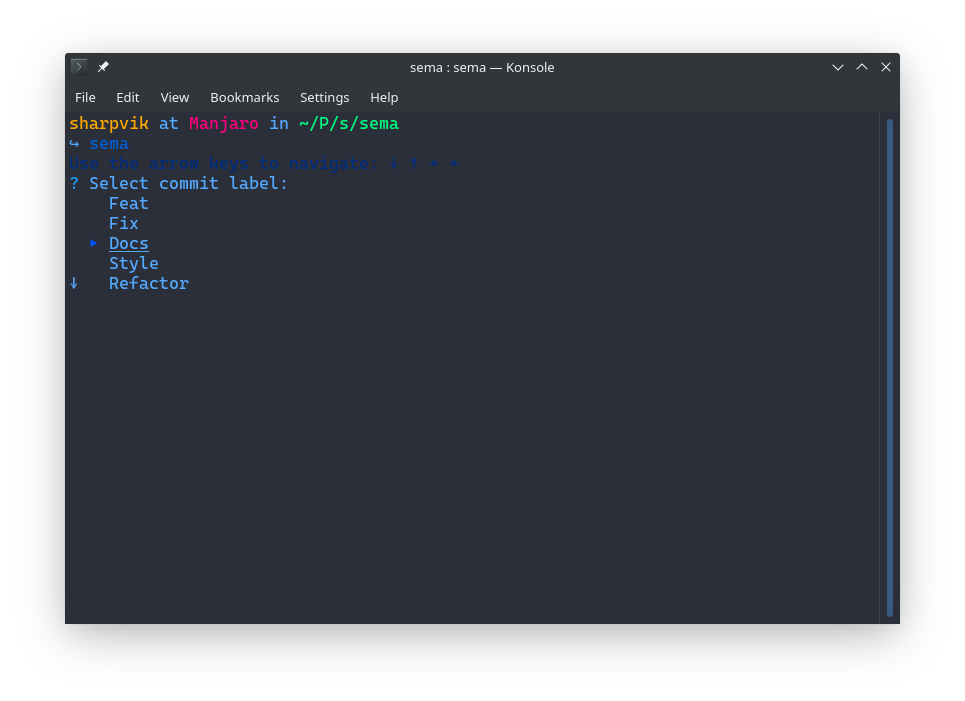 sema : sema — Konsole
File Edit View Bookmarks Settings Help
sharpvik at Manjaro in ~/P/s/sema
↪ sema
Use the arrow keys to navigate: ↓ ↑ → ←
? Select commit label:
Feat
Fix
▸ Docs
Style
↓ Refactor